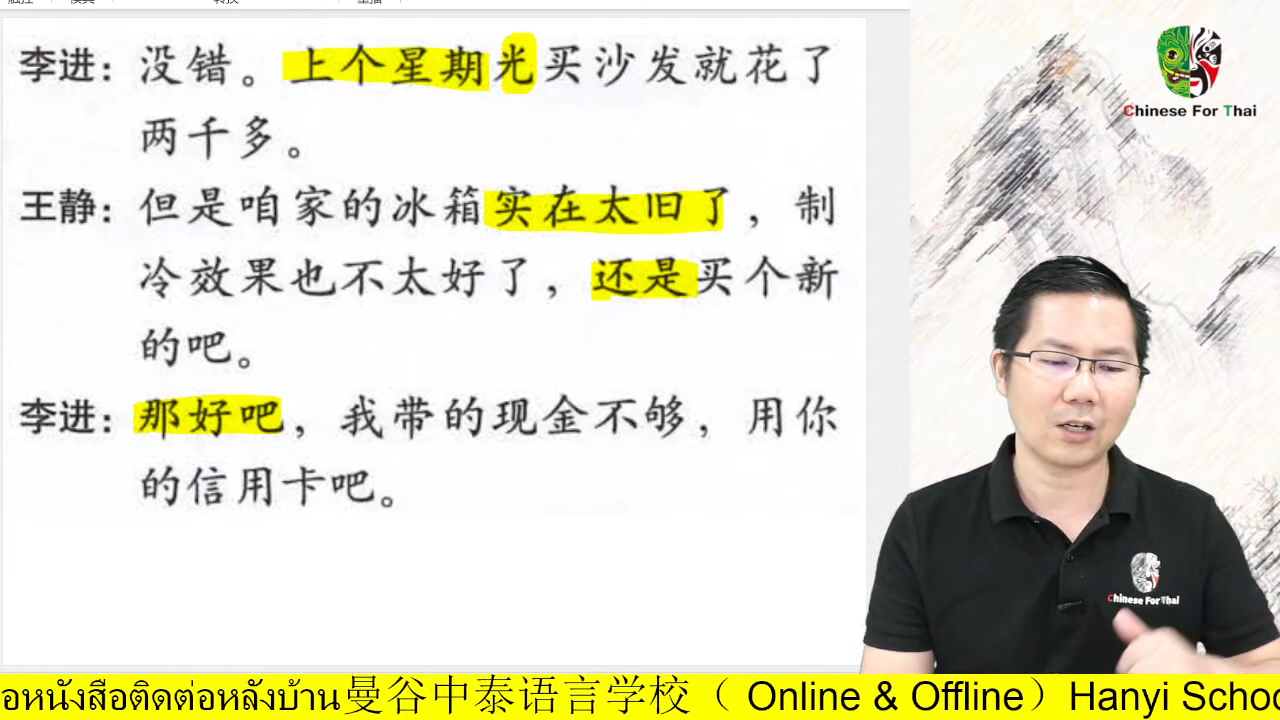 李进：没错。上个星期光买沙发就花了
两千多。
王静：但是咱家的冰箱实在太旧了，制
冷效果也不太好了，还是买个新
的吧。
李进：那好吧，我带的现金不够，用你
的信用卡吧。
Chinese For Thai
Chinese For Thai
อหนังสือติดต่อหลังบ้าน曼谷中泰语言学校（ Online & Offline）Hanyi Schoo